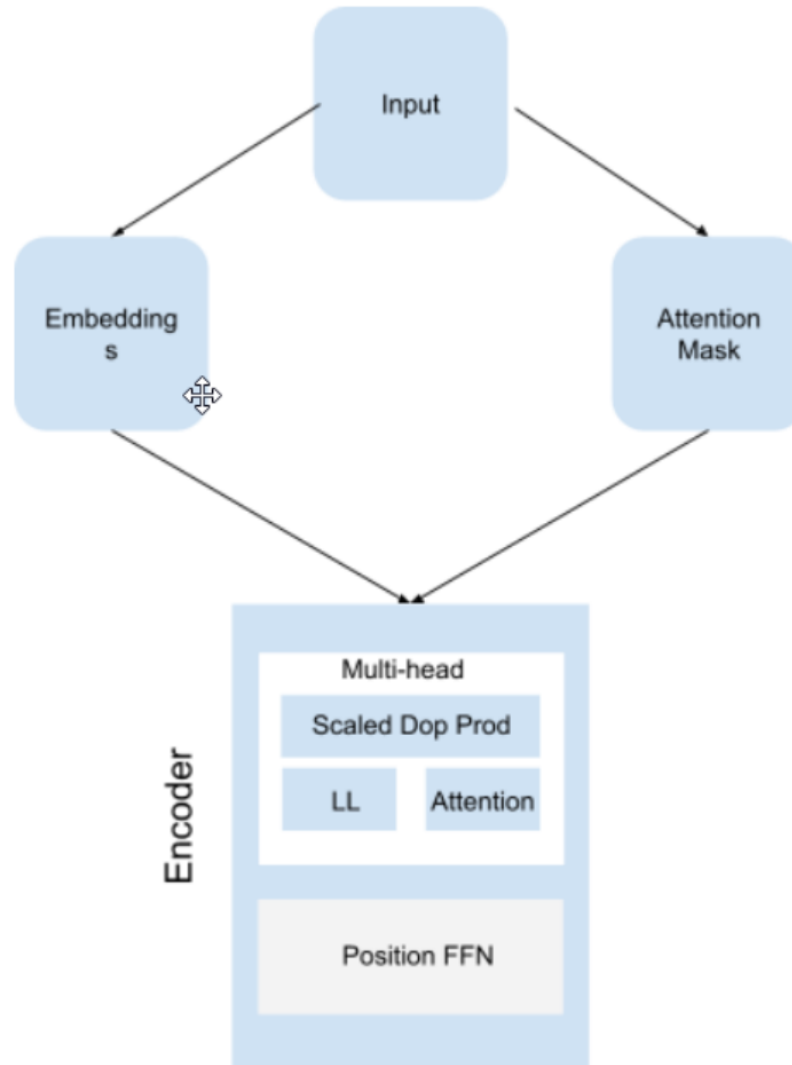 Input
Embedding
s
Attention
Mask
Encoder
Multi-head
Scaled Dop Prod
LL
Attention
Position FFN